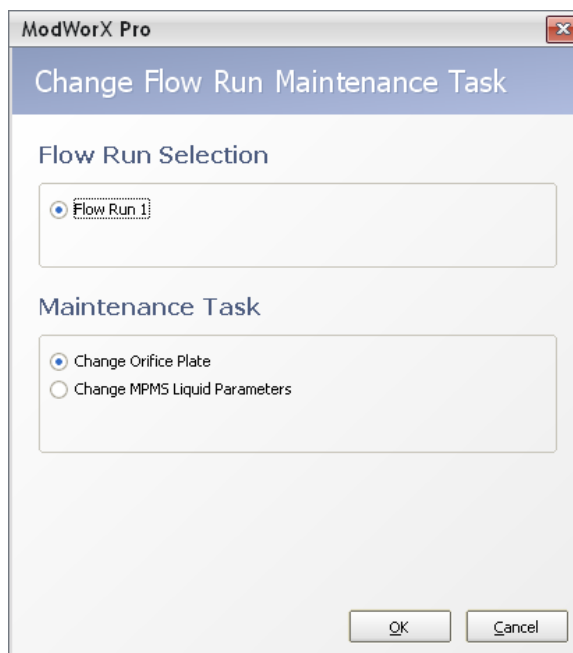 ModWorX Pro
Change Flow Run Maintenance Task
Flow Run Selection
Flow Run 1
Maintenance Task
Change Orifice Plate
Change MPMS Liquid Parameters
OK
Cancel